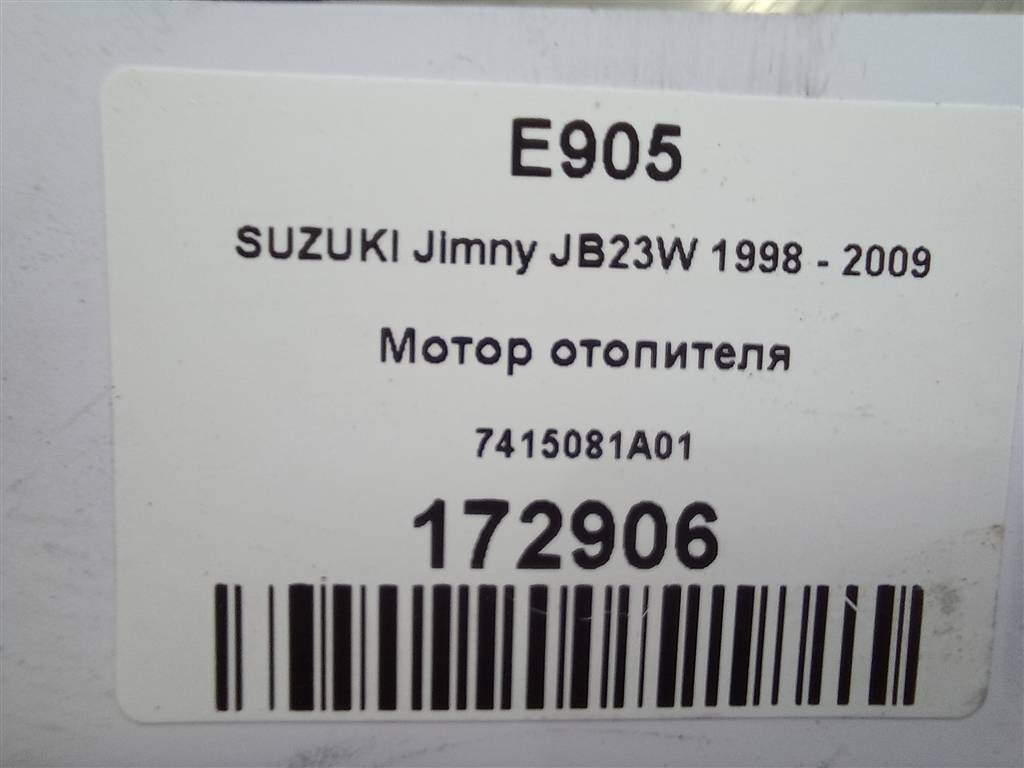 E905
SUZUKI Jimny JB23W 1998 - 2009
Мотор отопителя
7415081A01
172906